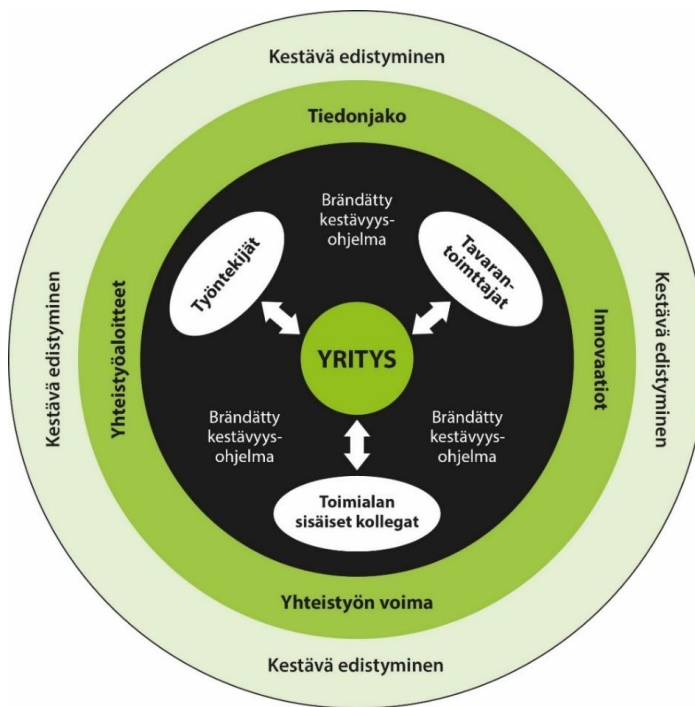 Kestävä edistyminen
Tiedonjako
Brändätty
kestävyys-
ohjelma
Työntekijät
Tavaran-
toimttajat
Kestävä edistyminen
Yhteistyöaloitteet
YRITYS
Innovaatiot
Kestävä edistyminen
Brändätty
kestävyys-
ohjelma
Brändätty
kestävyys-
ohjelma
Toimialan
sisäiset kollegat
Yhteistyön voima
Kestävä edistyminen